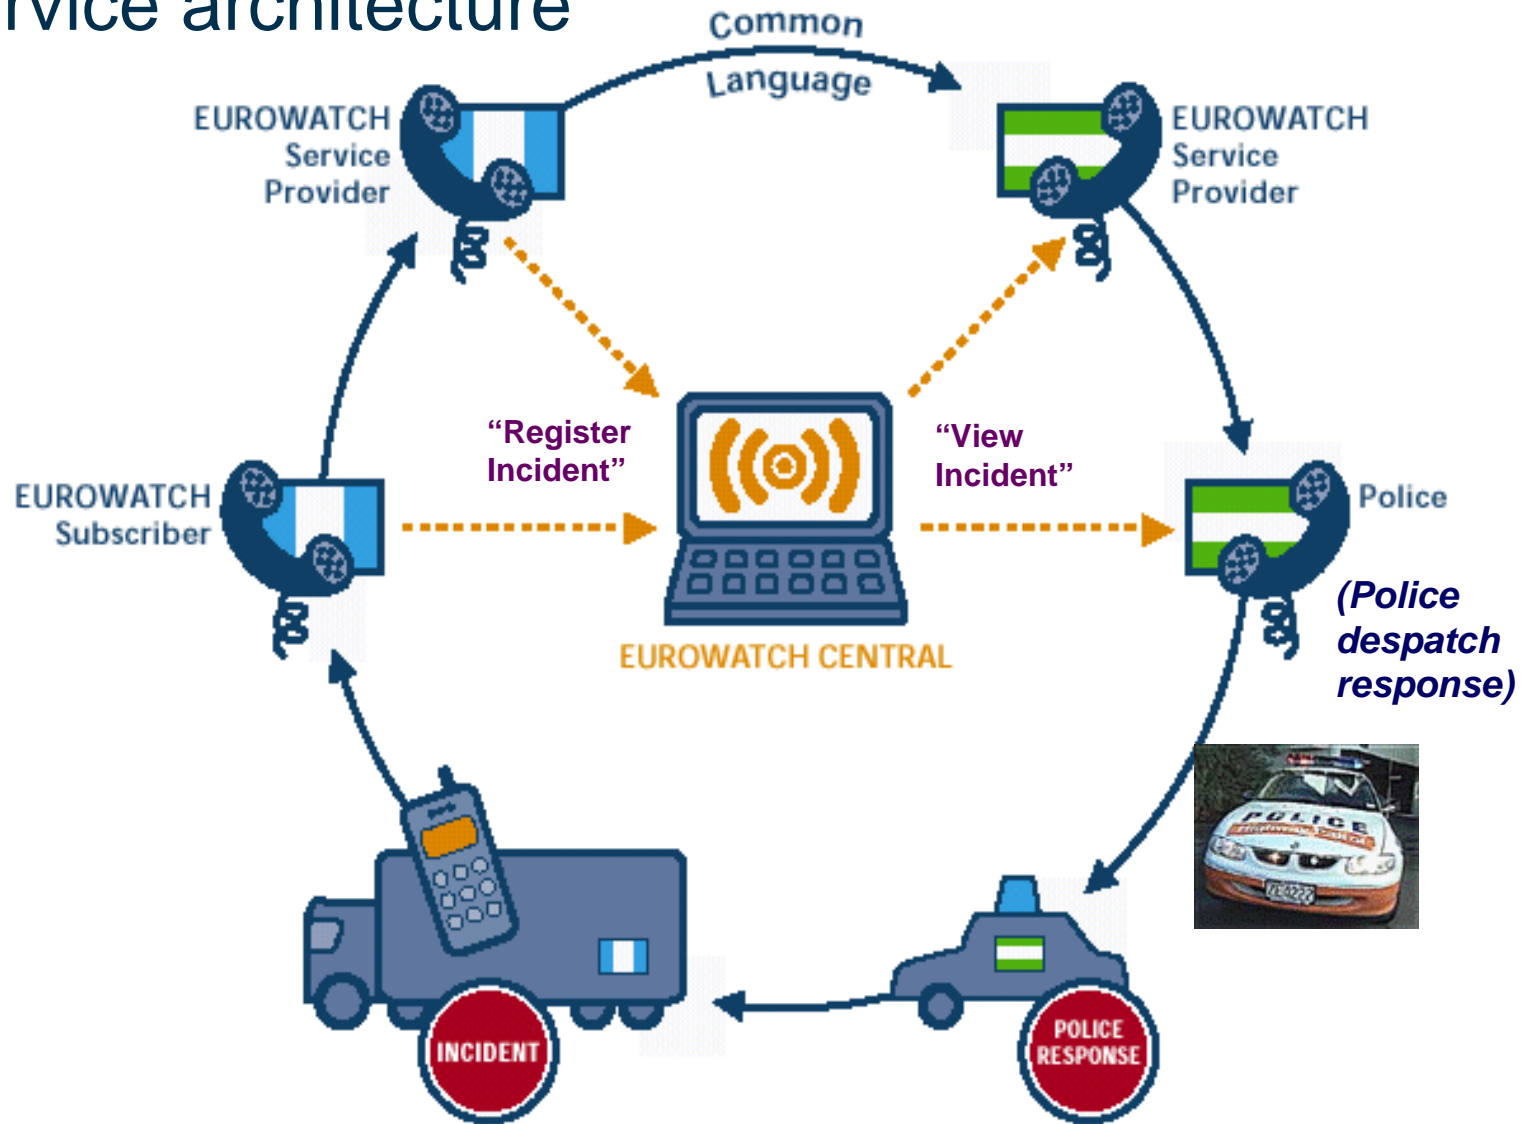 rvice architecture
Common
Language
EUROWATCH
Service
Provider
EUROWATCH
Service
Provider
“Register
Incident”
“View
Incident”
EUROWATCH
Subscriber
Police
(Police
despatch
response)
EUROWATCH CENTRAL
POLICE
INCIDENT
POLICE
RESPONSE